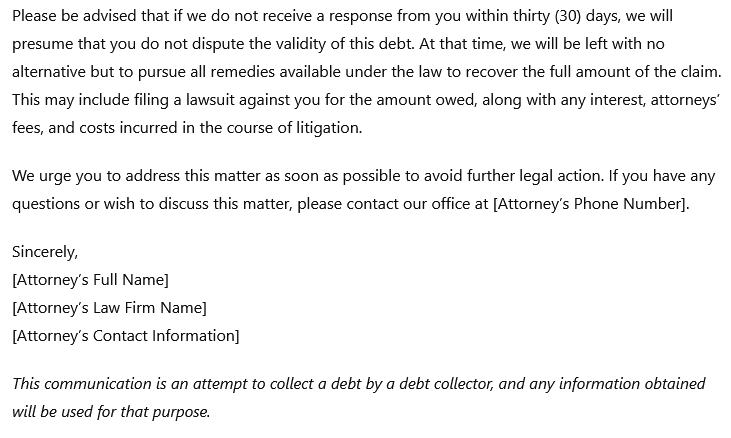 Please be advised that if we do not receive a response from you within thirty (30) days, we will
presume that you do not dispute the validity of this debt. At that time, we will be left with no
alternative but to pursue all remedies available under the law to recover the full amount of the claim.
This may include filing a lawsuit against you for the amount owed, along with any interest, attorneys’
fees, and costs incurred in the course of litigation.
We urge you to address this matter as soon as possible to avoid further legal action. If you have any
questions or wish to discuss this matter, please contact our office at [Attorney’s Phone Number].
Sincerely,
[Attorney’s Full Name]
[Attorney’s Law Firm Name]
[Attorney’s Contact Information]
This communication is an attempt to collect a debt by a debt collector, and any information obtained
will be used for that purpose.